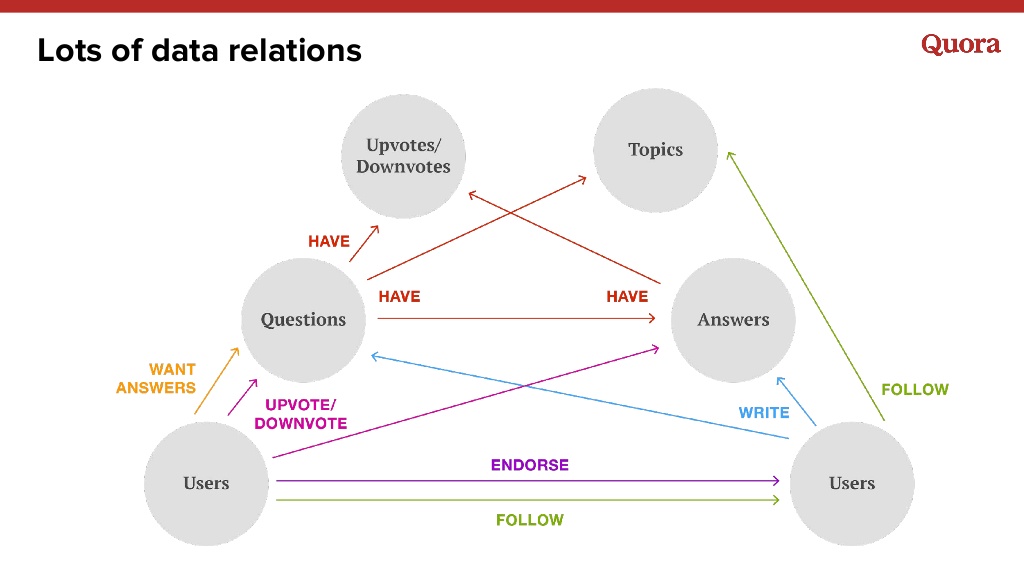 Lots of data relations
Quora
Upvotes/
Downvotes
Topics
HAVE
HAVE
HAVE
Questions
Answers
WANT
ANSWERS
UPVOTE/
DOWNVOTE
WRITE
FOLLOW
ENDORSE
Users
Users
FOLLOW